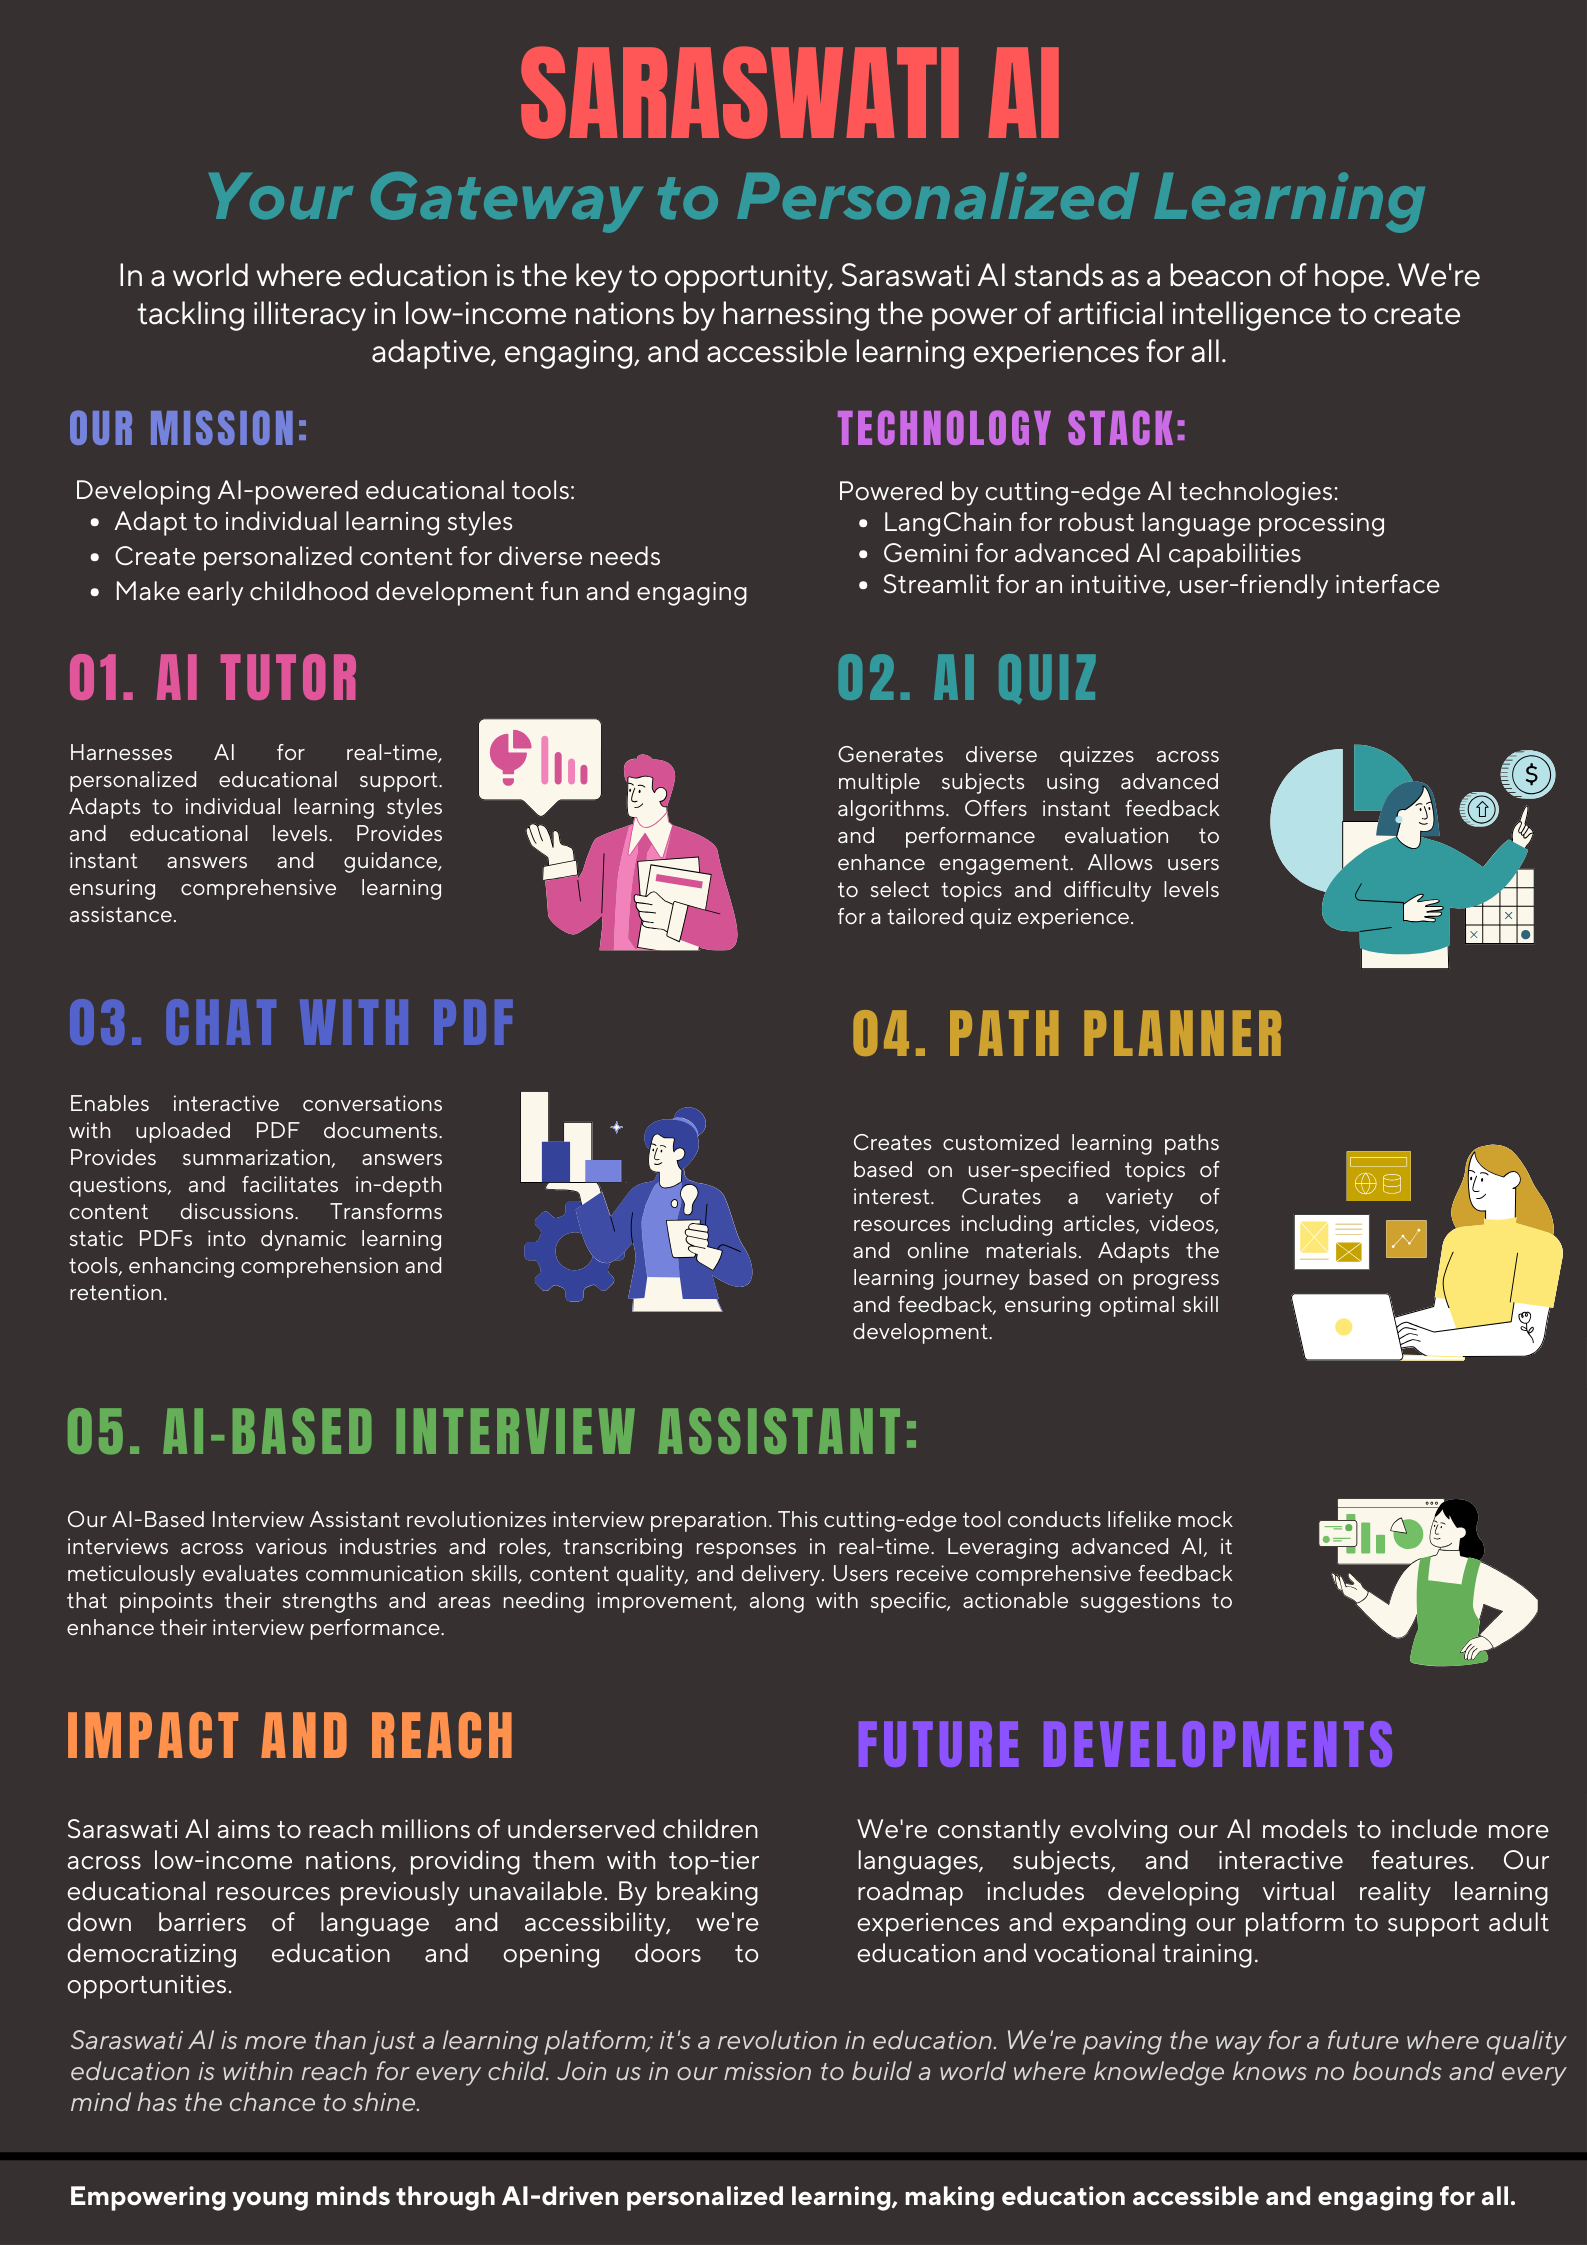 SARASWATI AI
Your Gateway to Personalized Learning
In a world where education is the key to opportunity, Saraswati AI stands as a beacon of hope. We're
tackling illiteracy in low-income nations by harnessing the power of artificial intelligence to create
adaptive, engaging, and accessible learning experiences for all.
OUR MISSION:
Developing AI-powered educational tools:
• Adapt to individual learning styles
• Create personalized content for diverse needs
• Make early childhood development fun and engaging
TECHNOLOGY STACK:
Powered by cutting-edge AI technologies:
• LangChain for robust language processing
• Gemini for advanced AI capabilities
• Streamlit for an intuitive, user-friendly interface
01. AI TUTOR
Harnesses AI for real-time,
personalized educational support.
Adapts to individual learning styles
and educational levels. Provides
instant answers and guidance,
ensuring comprehensive learning
assistance.
02. AI QUIZ
Generates diverse quizzes across
multiple subjects using advanced
algorithms. Offers instant feedback
and performance evaluation to
enhance engagement. Allows users
to select topics and difficulty levels
for a tailored quiz experience.
$
03. CHAT WITH PDF
Enables interactive conversations
with uploaded PDF documents.
Provides summarization, answers
questions, and facilitates in-depth
content discussions. Transforms
static PDFs into dynamic learning
tools, enhancing comprehension and
retention.
04. PATH PLANNER
Creates customized learning paths
based on user-specified topics of
interest. Curates a variety of
resources including articles, videos,
and online materials. Adapts the
learning journey based on progress
and feedback, ensuring optimal skill
development.
05. AI-BASED INTERVIEW ASSISTANT:
Our AI-Based Interview Assistant revolutionizes interview preparation. This cutting-edge tool conducts lifelike mock
interviews across various industries and roles, transcribing responses in real-time. Leveraging advanced AI, it
meticulously evaluates communication skills, content quality, and delivery. Users receive comprehensive feedback
that pinpoints their strengths and areas needing improvement, along with specific, actionable suggestions to
enhance their interview performance.
IMPACT AND REACH
Saraswati AI aims to reach millions of underserved children
across low-income nations, providing them with top-tier
educational resources previously unavailable. By breaking
down barriers of language and accessibility, we're
democratizing education and opening doors to
opportunities.
FUTURE DEVELOPMENTS
We're constantly evolving our AI models to include more
languages, subjects, and interactive features. Our
roadmap includes developing virtual reality learning
experiences and expanding our platform to support adult
education and vocational training.
Saraswati AI is more than just a learning platform; it's a revolution in education. We're paving the way for a future where quality
education is within reach for every child. Join us in our mission to build a world where knowledge knows no bounds and every
mind has the chance to shine.
Empowering young minds through AI-driven personalized learning, making education accessible and engaging for all.